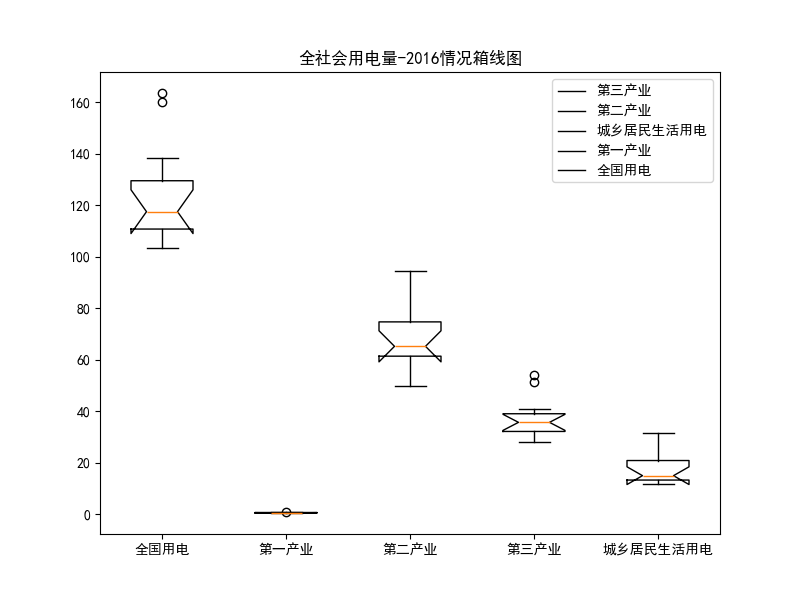 全社会用电量-2016情况箱线图
第三产业
第二产业
城乡居民生活用电
第一产业
全国用电
160
140
120
100
80
60
40
20
0
全国用电 第一产业 第二产业 第三产业 城乡居民生活用电